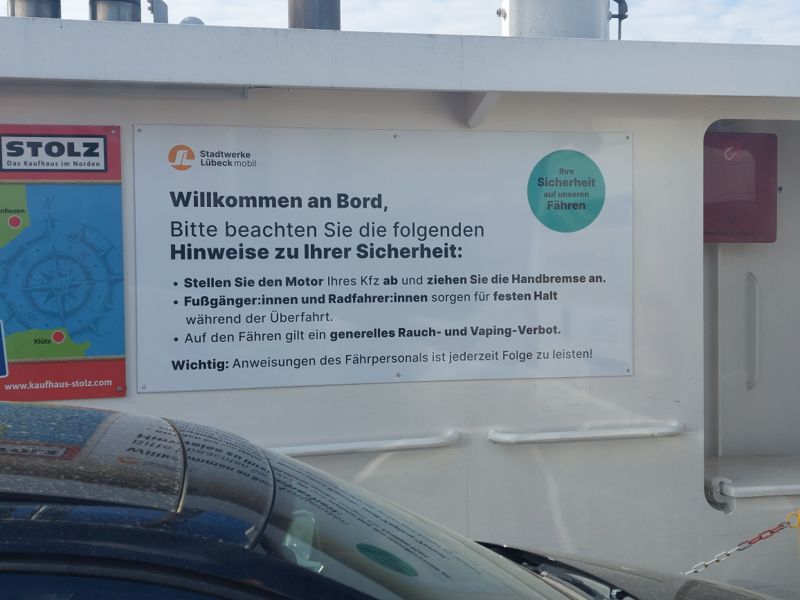 STOLZ
Das Kaufhaus im Norden
nhusen
Klütz
www.kaufhaus-stolz.com
Stadtwerke
Lübeck mobil
Ihre
Sicherheit
auf unseren
Fähren
Willkommen an Bord,
Bitte beachten Sie die folgenden
Hinweise zu Ihrer Sicherheit:
• Stellen Sie den Motor Ihres Kfz ab und ziehen Sie die Handbremse an.
• Fußgänger:innen und Radfahrer:innen sorgen für festen Halt
während der Überfahrt.
• Auf den Fähren gilt ein generelles Rauch- und Vaping-Verbot.
Wichtig: Anweisungen des Fährpersonals ist jederzeit Folge zu leisten!